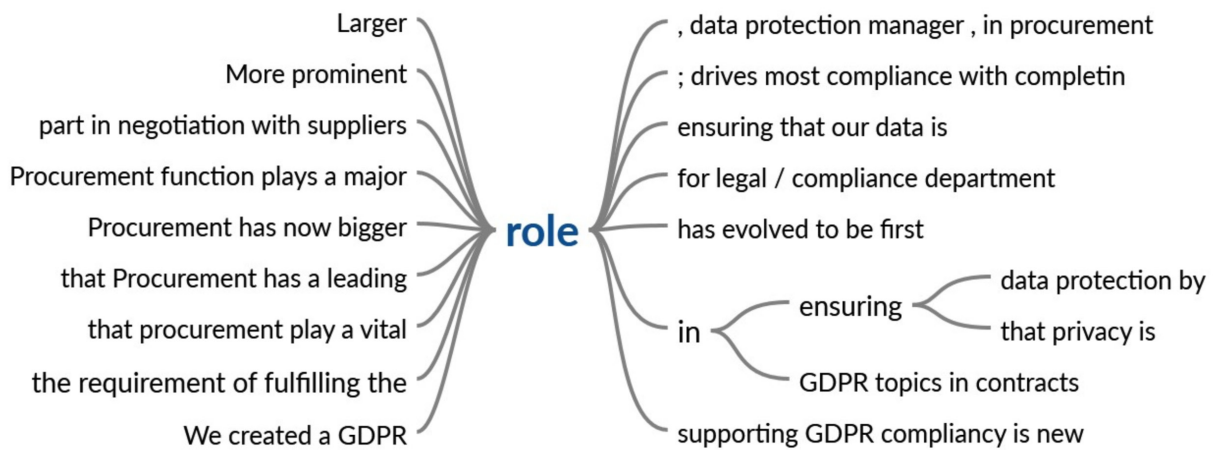 Larger
More prominent
part in negotiation with suppliers
Procurement function plays a major
Procurement has now bigger
that Procurement has a leading
that procurement play a vital
the requirement of fulfilling the
We created a GDPR
role
, data protection manager , in procurement
; drives most compliance with completin
ensuring that our data is
for legal / compliance department
has evolved to be first
in
ensuring
data protection by
that privacy is
GDPR topics in contracts
supporting GDPR compliancy is new